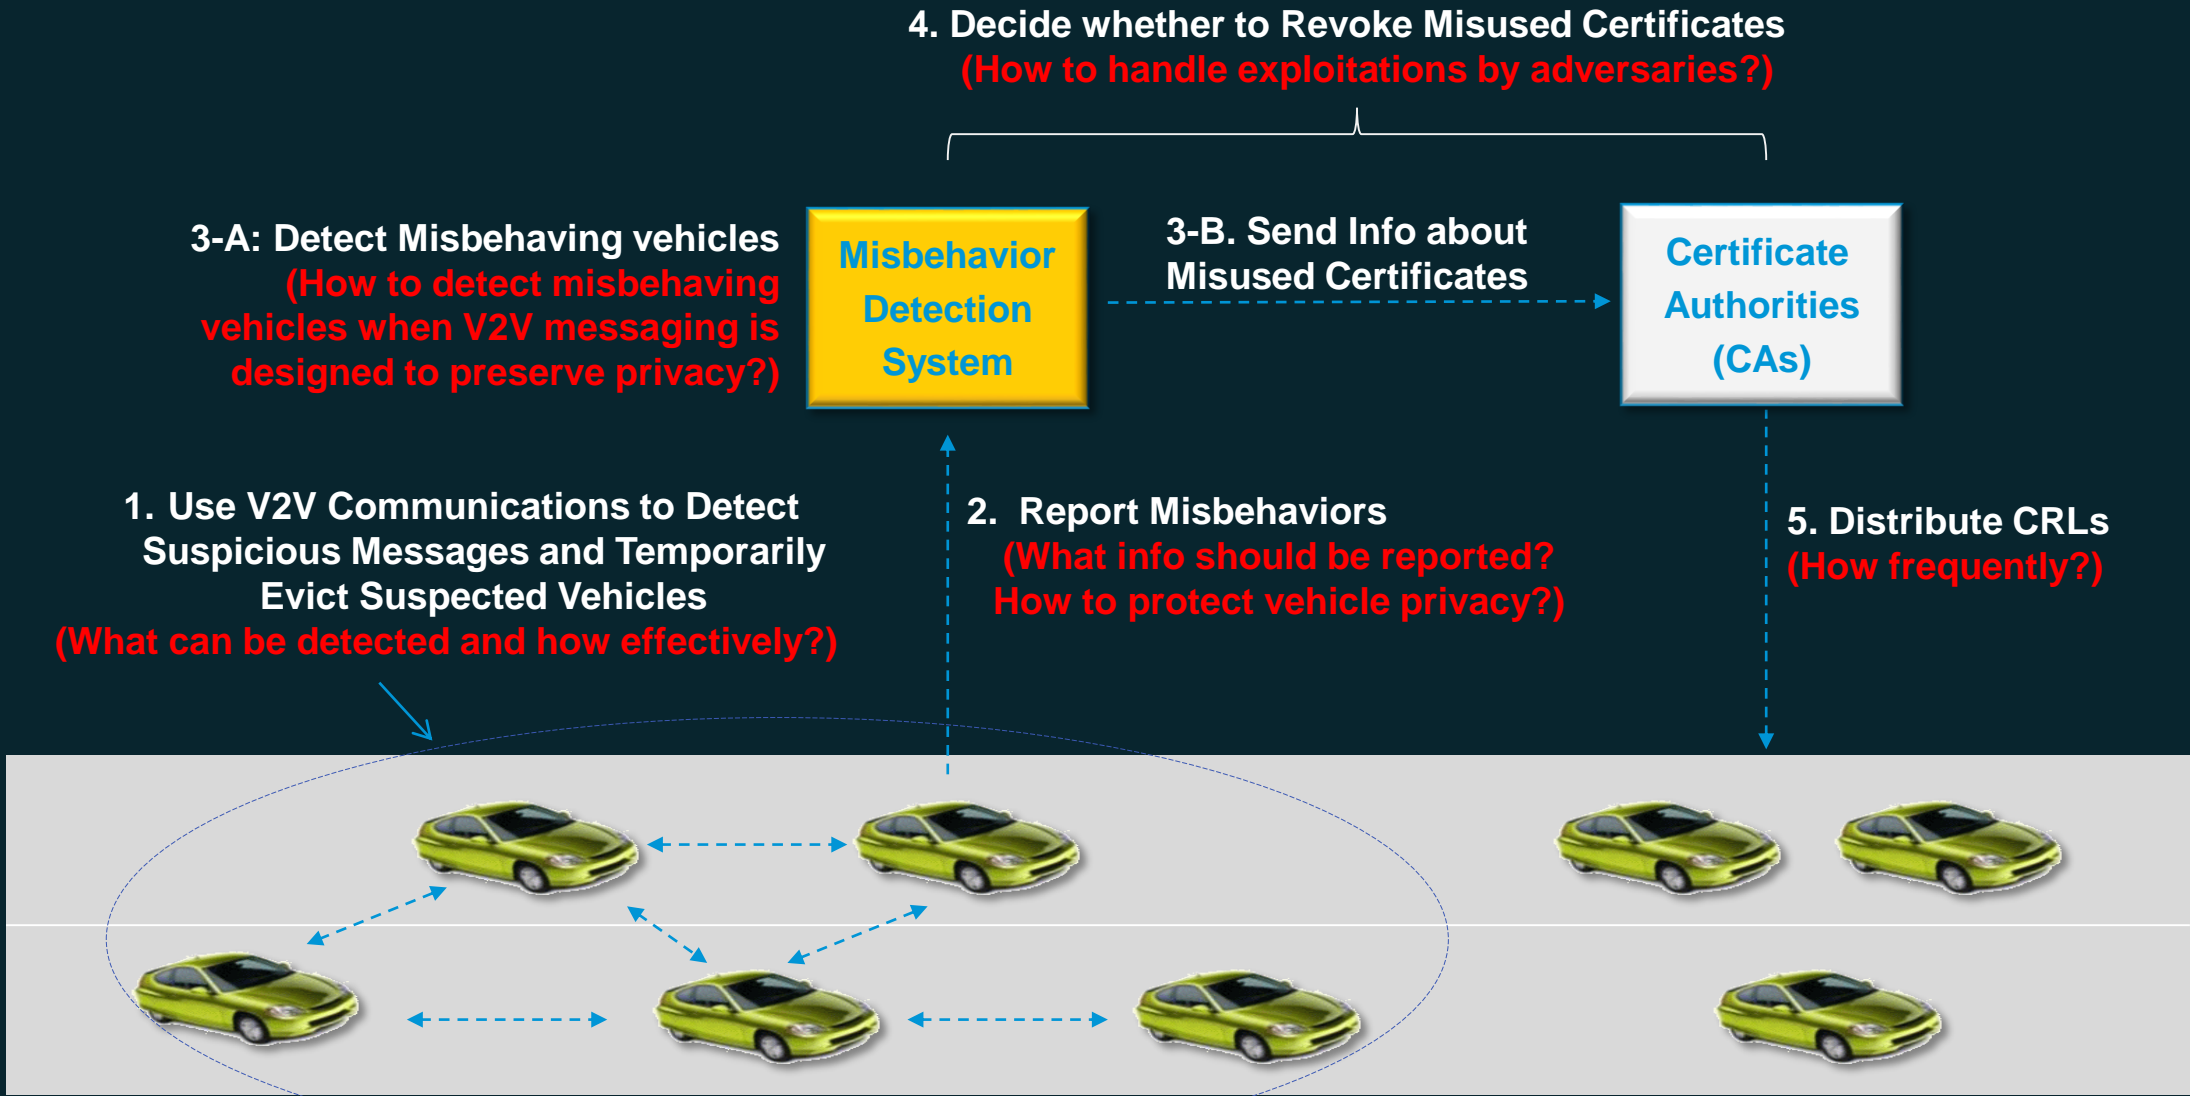 4. Decide whether to Revoke Misused Certificates
(How to handle exploitations by adversaries?)
3-A: Detect Misbehaving vehicles
(How to detect misbehaving
vehicles when V2V messaging is
designed to preserve privacy?)
Misbehavior
Detection
System
3-B. Send Info about
Misused Certificates
Certificate
Authorities
(CAs)
1. Use V2V Communications to Detect
Suspicious Messages and Temporarily
Evict Suspected Vehicles
(What can be detected and how effectively?)
2. Report Misbehaviors
(What info should be reported?
How to protect vehicle privacy?)
5. Distribute CRLs
(How frequently?)